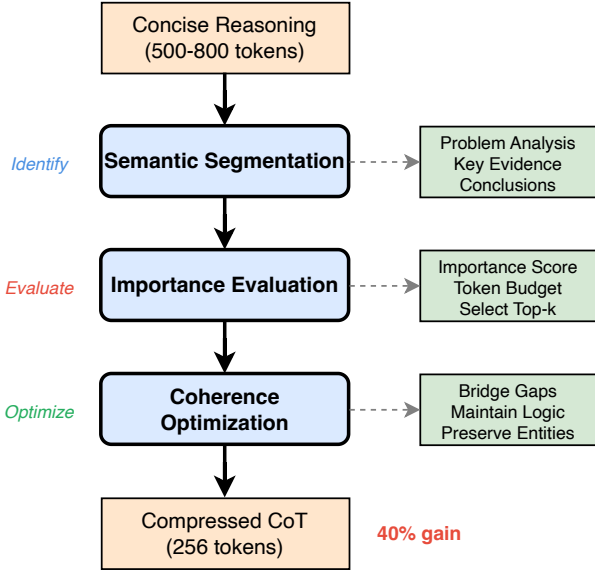 Concise Reasoning
(500-800 tokens)
Identify
Semantic Segmentation
Problem Analysis
Key Evidence
Conclusions
Evaluate
Importance Evaluation
Importance Score
Token Budget
Select Top-k
Optimize
Coherence
Optimization
Bridge Gaps
Maintain Logic
Preserve Entities
Compressed CoT
(256 tokens)
40% gain